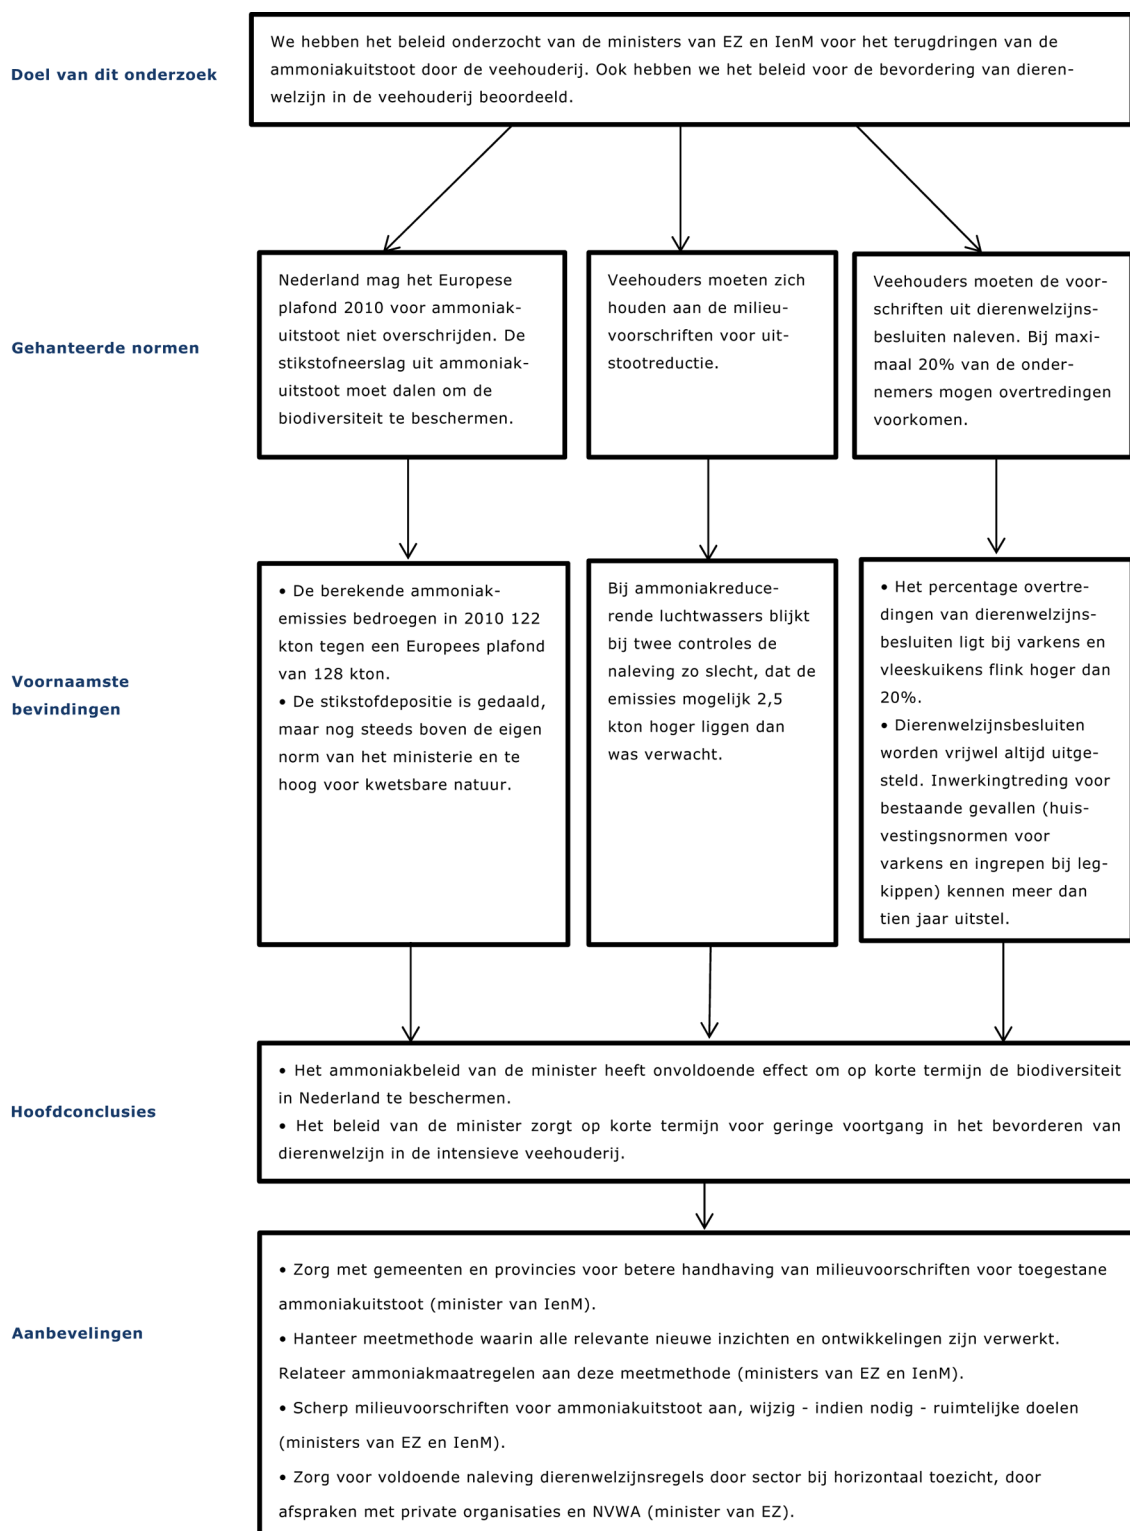 Doel van dit onderzoek
We hebben het beleid onderzocht van de ministers van EZ en IenM voor het terugdringen van de
ammoniakuitstoot door de veehouderij. Ook hebben we het beleid voor de bevordering van dieren-
welzijn in de veehouderij beoordeeld.
Gehanteerde normen
Nederland mag het Europese
plafond 2010 voor ammoniak-
uitstoot niet overschrijden. De
stikstofneerslag uit ammoniak-
uitstoot moet dalen om de
biodiversiteit te beschermen.
Veehouders moeten zich
houden aan de milieu-
voorschriften voor uit-
stootreductie.
Veehouders moeten de voor-
schriften uit dierenwelzijns-
besluiten naleven. Bij maxi-
maal 20% van de onder-
nemers mogen overtredingen
voorkomen.
Voornaamste
bevindingen
• De berekende ammoniak-
emissies bedroegen in 2010 122
kton tegen een Europees plafond
van 128 kton.
• De stikstofdepositie is gedaald,
maar nog steeds boven de eigen
norm van het ministerie en te
hoog voor kwetsbare natuur.
Bij ammoniakreduce-
rende luchtwassers blijkt
bij twee controles de
naleving zo slecht, dat de
emissies mogelijk 2,5
kton hoger liggen dan
was verwacht.
• Het percentage overtre-
dingen van dierenwelzijns-
besluiten ligt bij varkens en
vleeskuikens flink hoger dan
20%.
• Dierenwelzijnsbesluiten
worden vrijwel altijd uitge-
steld. Inwerkingtreding voor
bestaande gevallen (huis-
vestingsnormen voor
varkens en ingrepen bij leg-
kippen) kennen meer dan
tien jaar uitstel.
Hoofdconclusies
• Het ammoniakbeleid van de minister heeft onvoldoende effect om op korte termijn de biodiversiteit
in Nederland te beschermen.
• Het beleid van de minister zorgt op korte termijn voor geringe voortgang in het bevorderen van
dierenwelzijn in de intensieve veehouderij.
Aanbevelingen
• Zorg met gemeenten en provincies voor betere handhaving van milieuvoorschriften voor toegestane
ammoniakuitstoot (minister van IenM).
• Hanteer meetmethode waarin alle relevante nieuwe inzichten en ontwikkelingen zijn verwerkt.
Relateer ammoniakmaatregelen aan deze meetmethode (ministers van EZ en IenM).
• Scherp milieuvoorschriften voor ammoniakuitstoot aan, wijzig - indien nodig - ruimtelijke doelen
(ministers van EZ en IenM).
• Zorg voor voldoende naleving dierenwelzijnsregels door sector bij horizontaal toezicht, door
afspraken met private organisaties en NVWA (minister van EZ).